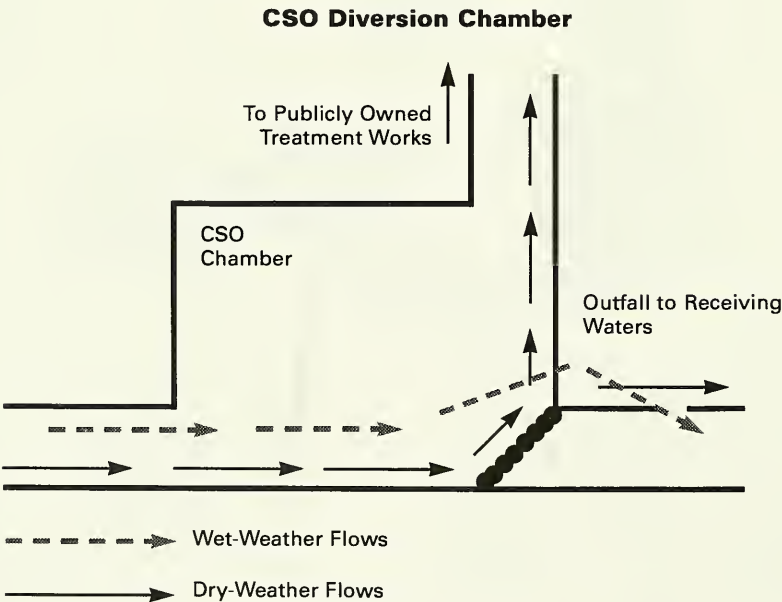 CSO Diversion Chamber
To Publicly Owned
Treatment Works
CSO
Chamber
Outfall to Receiving
Waters
Wet-Weather Flows
Dry-Weather Flows